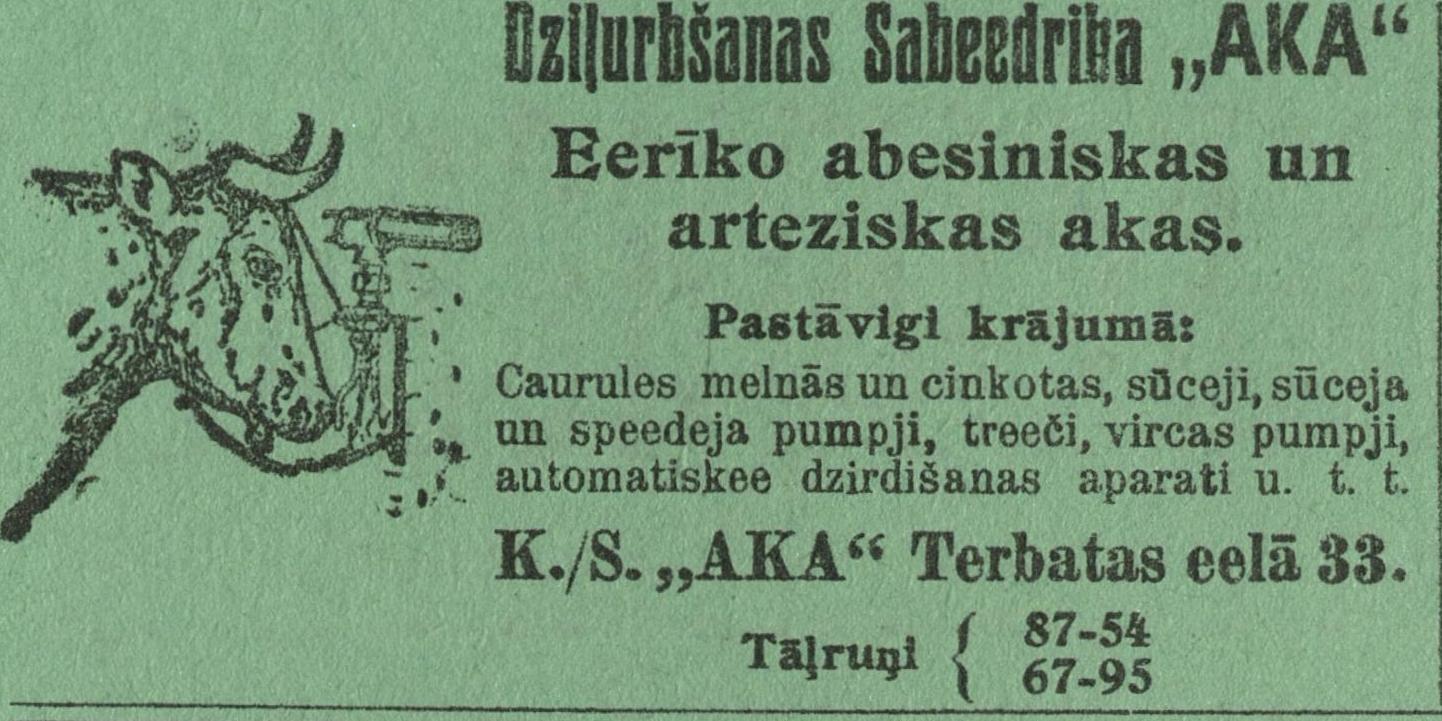 Dziļurbšanas Sabeedriba „AKA“
Eerīko abesiniskas un
arteziskas akas.
Pastāvigi krājumā:
Caurules melnās un cinkotas, sūceji, sūceja
un speedeja pumpji, treeči, vircas pumpji,
automatiskee dzirdišanas aparati u. t. t.
K./S. „AKA“ Terbatas eelā 33.
Tāļruņi { 87-54
67-95